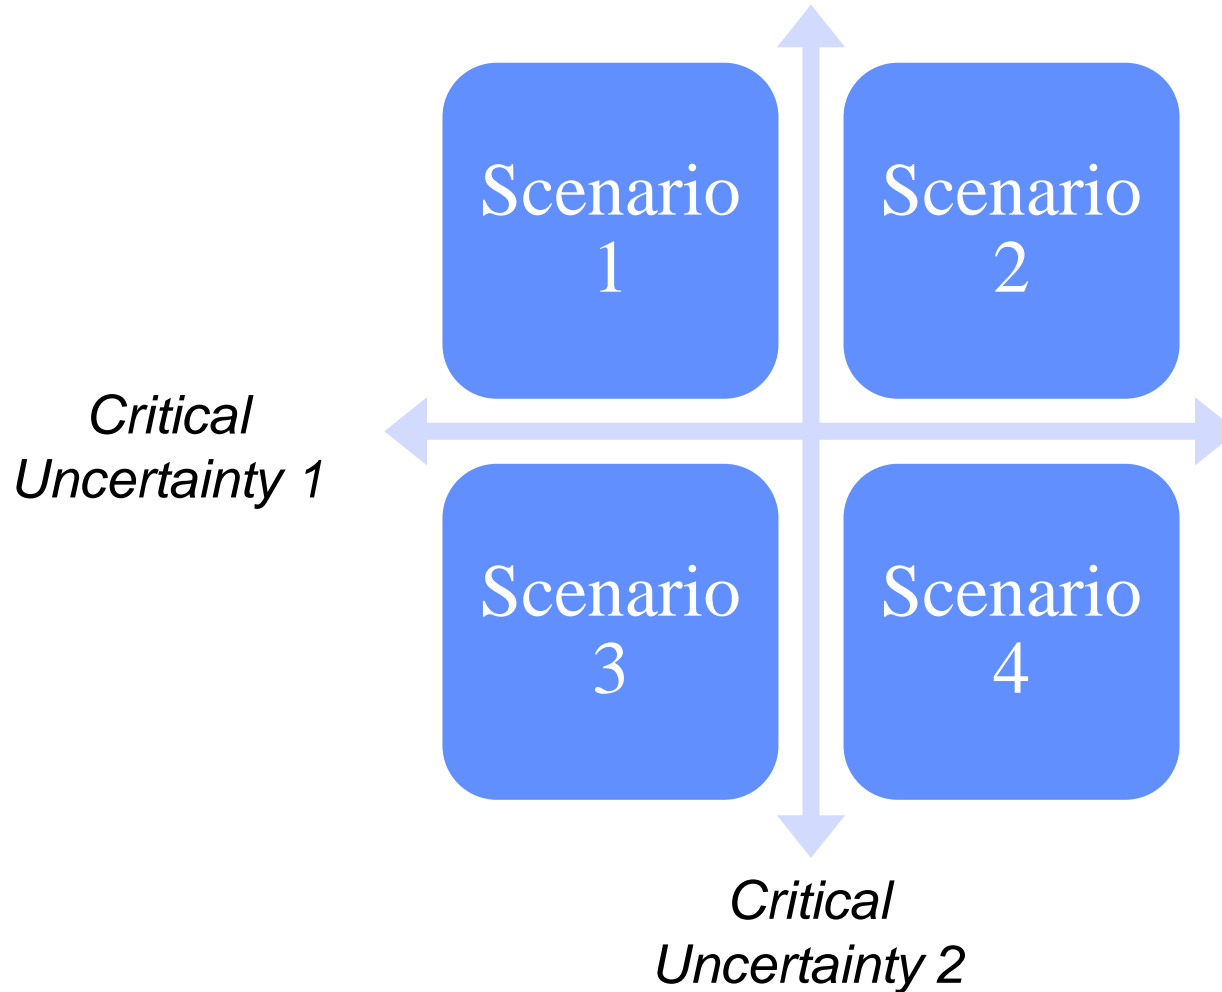 Scenario
1
Scenario
2
Critical
Uncertainty 1
Scenario
3
Scenario
4
Critical
Uncertainty 2